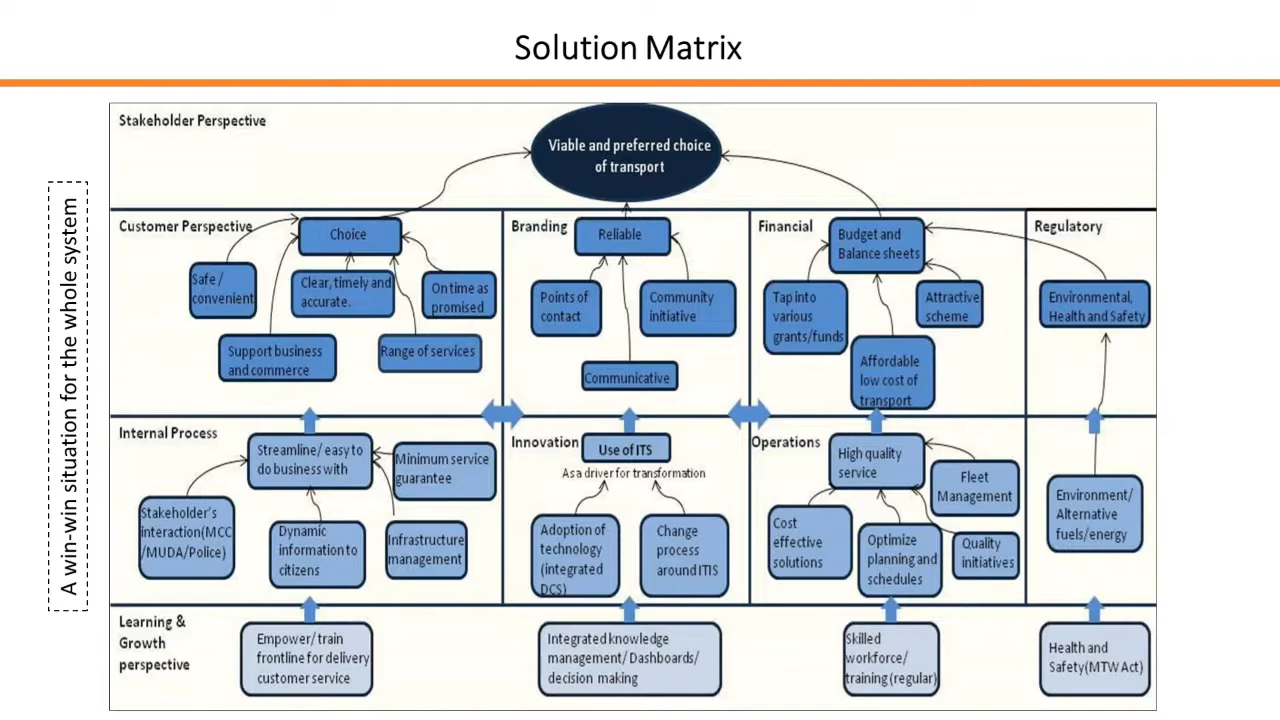 Solution Matrix
A win-win situation for the whole system
Stakeholder Perspective
Viable and preferred choice
of transport
Customer Perspective
Choice
Safe /
convenient
Clear, timely and
accurate.
On time as
promised
Support business
and commerce
Range of services
Branding
Reliable
Points of
contact
Community
initiative
Communicative
Financial
Budget and
Balance sheets
Tap into
various
grants/funds
Attractive
scheme
Affordable
low cost of
transport
Regulatory
Environmental,
Health and Safety
Internal Process
Streamline/ easy to
do business with
Minimum service
guarantee
Stakeholder's
interaction(MCC
/MUDA/Police)
Dynamic
information to
citizens
Infrastructure
management
Innovation
Use of ITS
As a driver for transformation
Adoption of
technology
(integrated
DCS)
Change
process
around ITIS
Operations
High quality
service
Fleet
Management
Cost
effective
solutions
Optimize
planning and
schedules
Quality
initiatives
Environment/
Alternative
fuels/energy
Learning &
Growth
perspective
Empower/ train
frontline for delivery
customer service
Integrated knowledge
management/ Dashboards/
decision making
Skilled
workforce/
training (regular)
Health and
Safety(MTW Act)